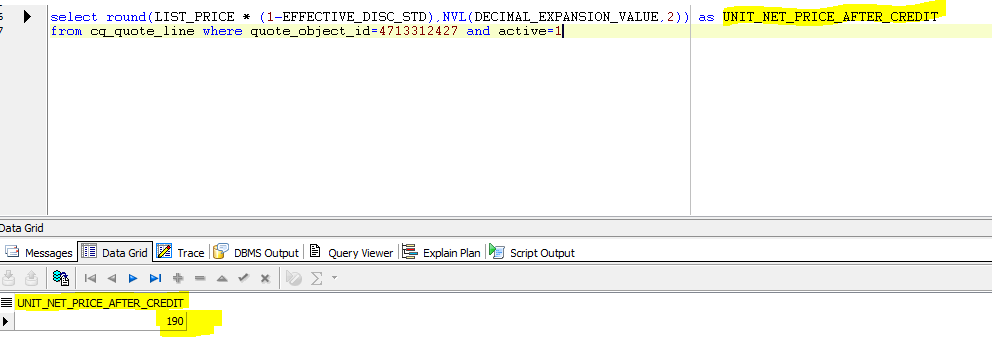 6 select round(LIST_PRICE * (1-EFFECTIVE_DISC_STD),NVL(DECIMAL_EXPANSION_VALUE,2)) as UNIT_NET_PRICE_AFTER_CREDIT
7 from cq_quote_line where quote_object_id=4713312427 and active=1
Data Grid
Messages Data Grid Trace DBMS Output Query Viewer Explain Plan Script Output
UNIT_NET_PRICE_AFTER_CREDIT
190